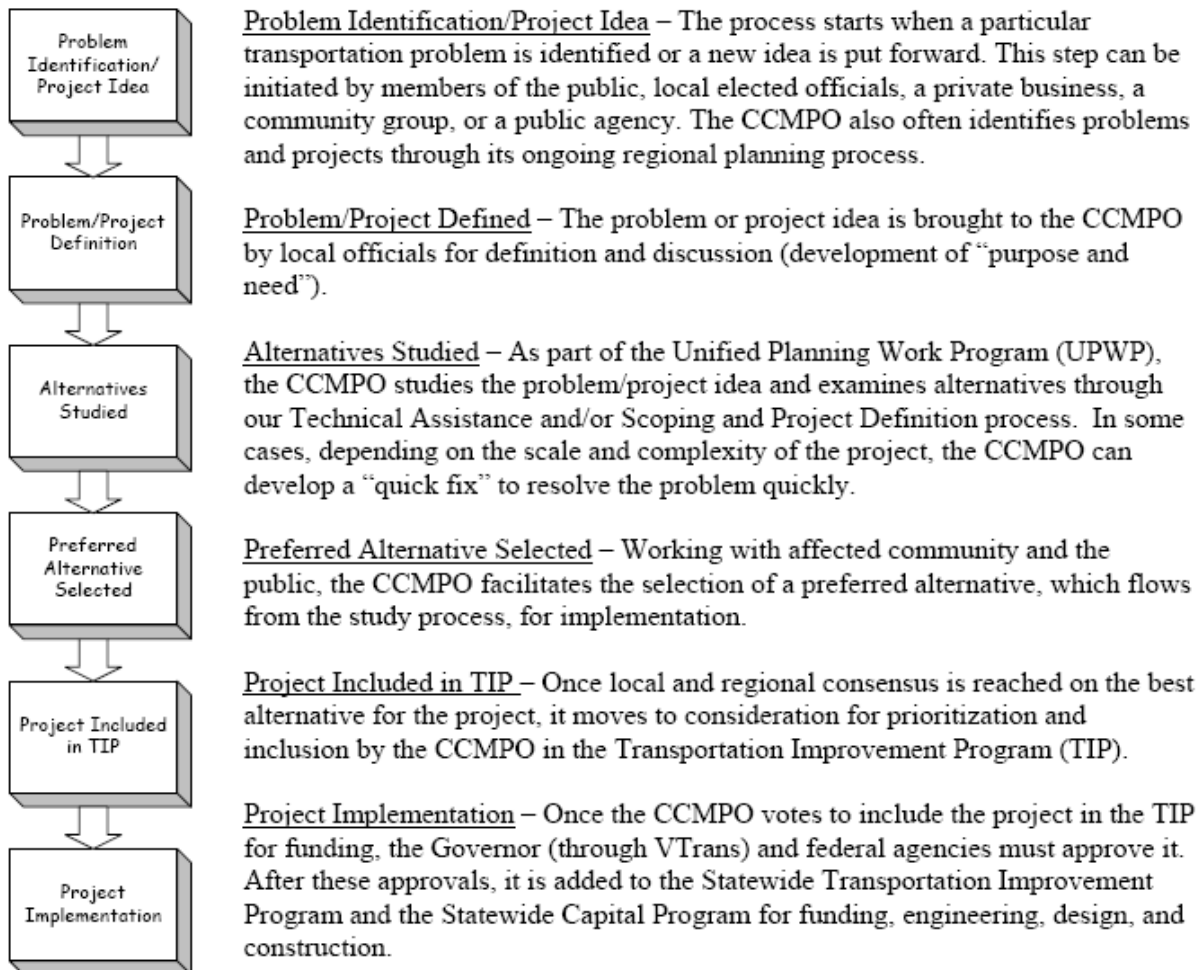 Problem
Identification/
Project Idea
Problem Identification/Project Idea – The process starts when a particular
transportation problem is identified or a new idea is put forward. This step can be
initiated by members of the public, local elected officials, a private business, a
community group, or a public agency. The CCMPO also often identifies problems
and projects through its ongoing regional planning process.
Problem/Project
Definition
Problem/Project Defined – The problem or project idea is brought to the CCMPO
by local officials for definition and discussion (development of “purpose and
need”).
Alternatives
Studied
Alternatives Studied – As part of the Unified Planning Work Program (UPWP),
the CCMPO studies the problem/project idea and examines alternatives through
our Technical Assistance and/or Scoping and Project Definition process. In some
cases, depending on the scale and complexity of the project, the CCMPO can
develop a “quick fix” to resolve the problem quickly.
Preferred
Alternative
Selected
Preferred Alternative Selected – Working with affected community and the
public, the CCMPO facilitates the selection of a preferred alternative, which flows
from the study process, for implementation.
Project Included
in TIP
Project Included in TIP – Once local and regional consensus is reached on the best
alternative for the project, it moves to consideration for prioritization and
inclusion by the CCMPO in the Transportation Improvement Program (TIP).
Project
Implementation
Project Implementation – Once the CCMPO votes to include the project in the TIP
for funding, the Governor (through VTrans) and federal agencies must approve it.
After these approvals, it is added to the Statewide Transportation Improvement
Program and the Statewide Capital Program for funding, engineering, design, and
construction.